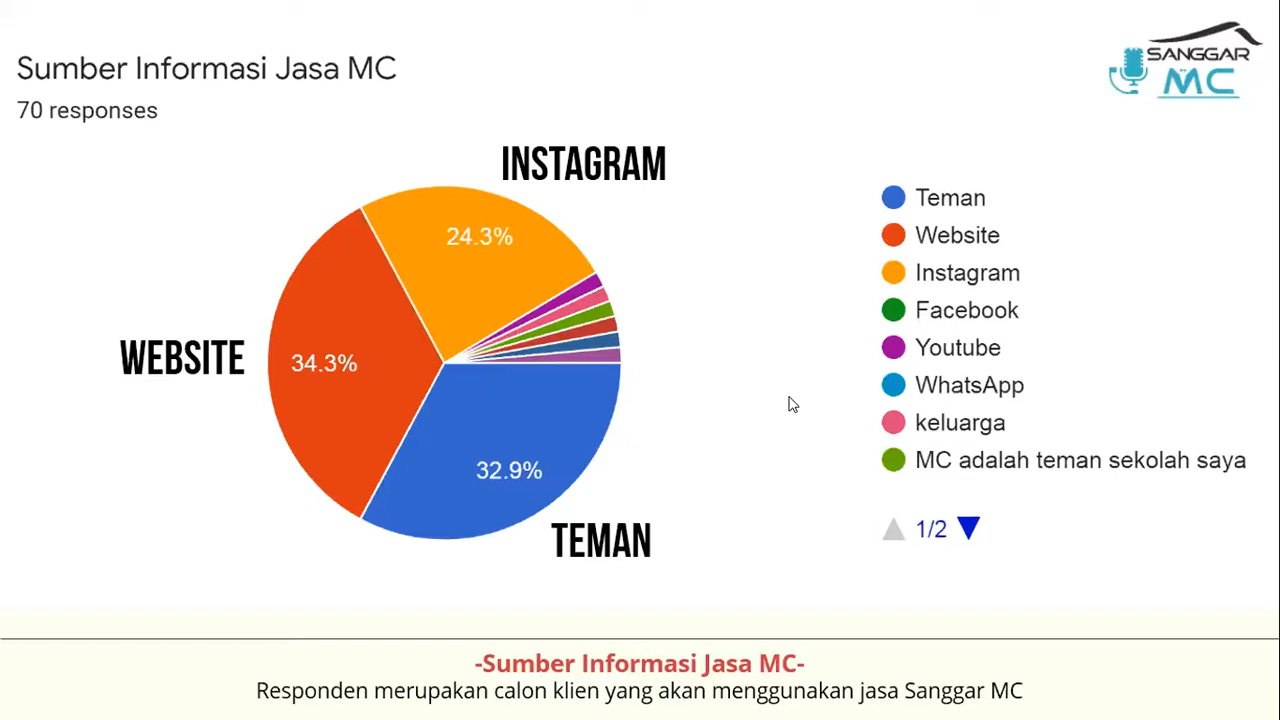 Sumber Informasi Jasa MC
70 responses
SANGGAR
MC
INSTAGRAM
24.3%
WEBSITE
34.3%
32.9%
TEMAN
Teman
Website
Instagram
Facebook
Youtube
WhatsApp
keluarga
MC adalah teman sekolah saya
1/2
-Sumber Informasi Jasa MC-
Responden merupakan calon klien yang akan menggunakan jasa Sanggar MC